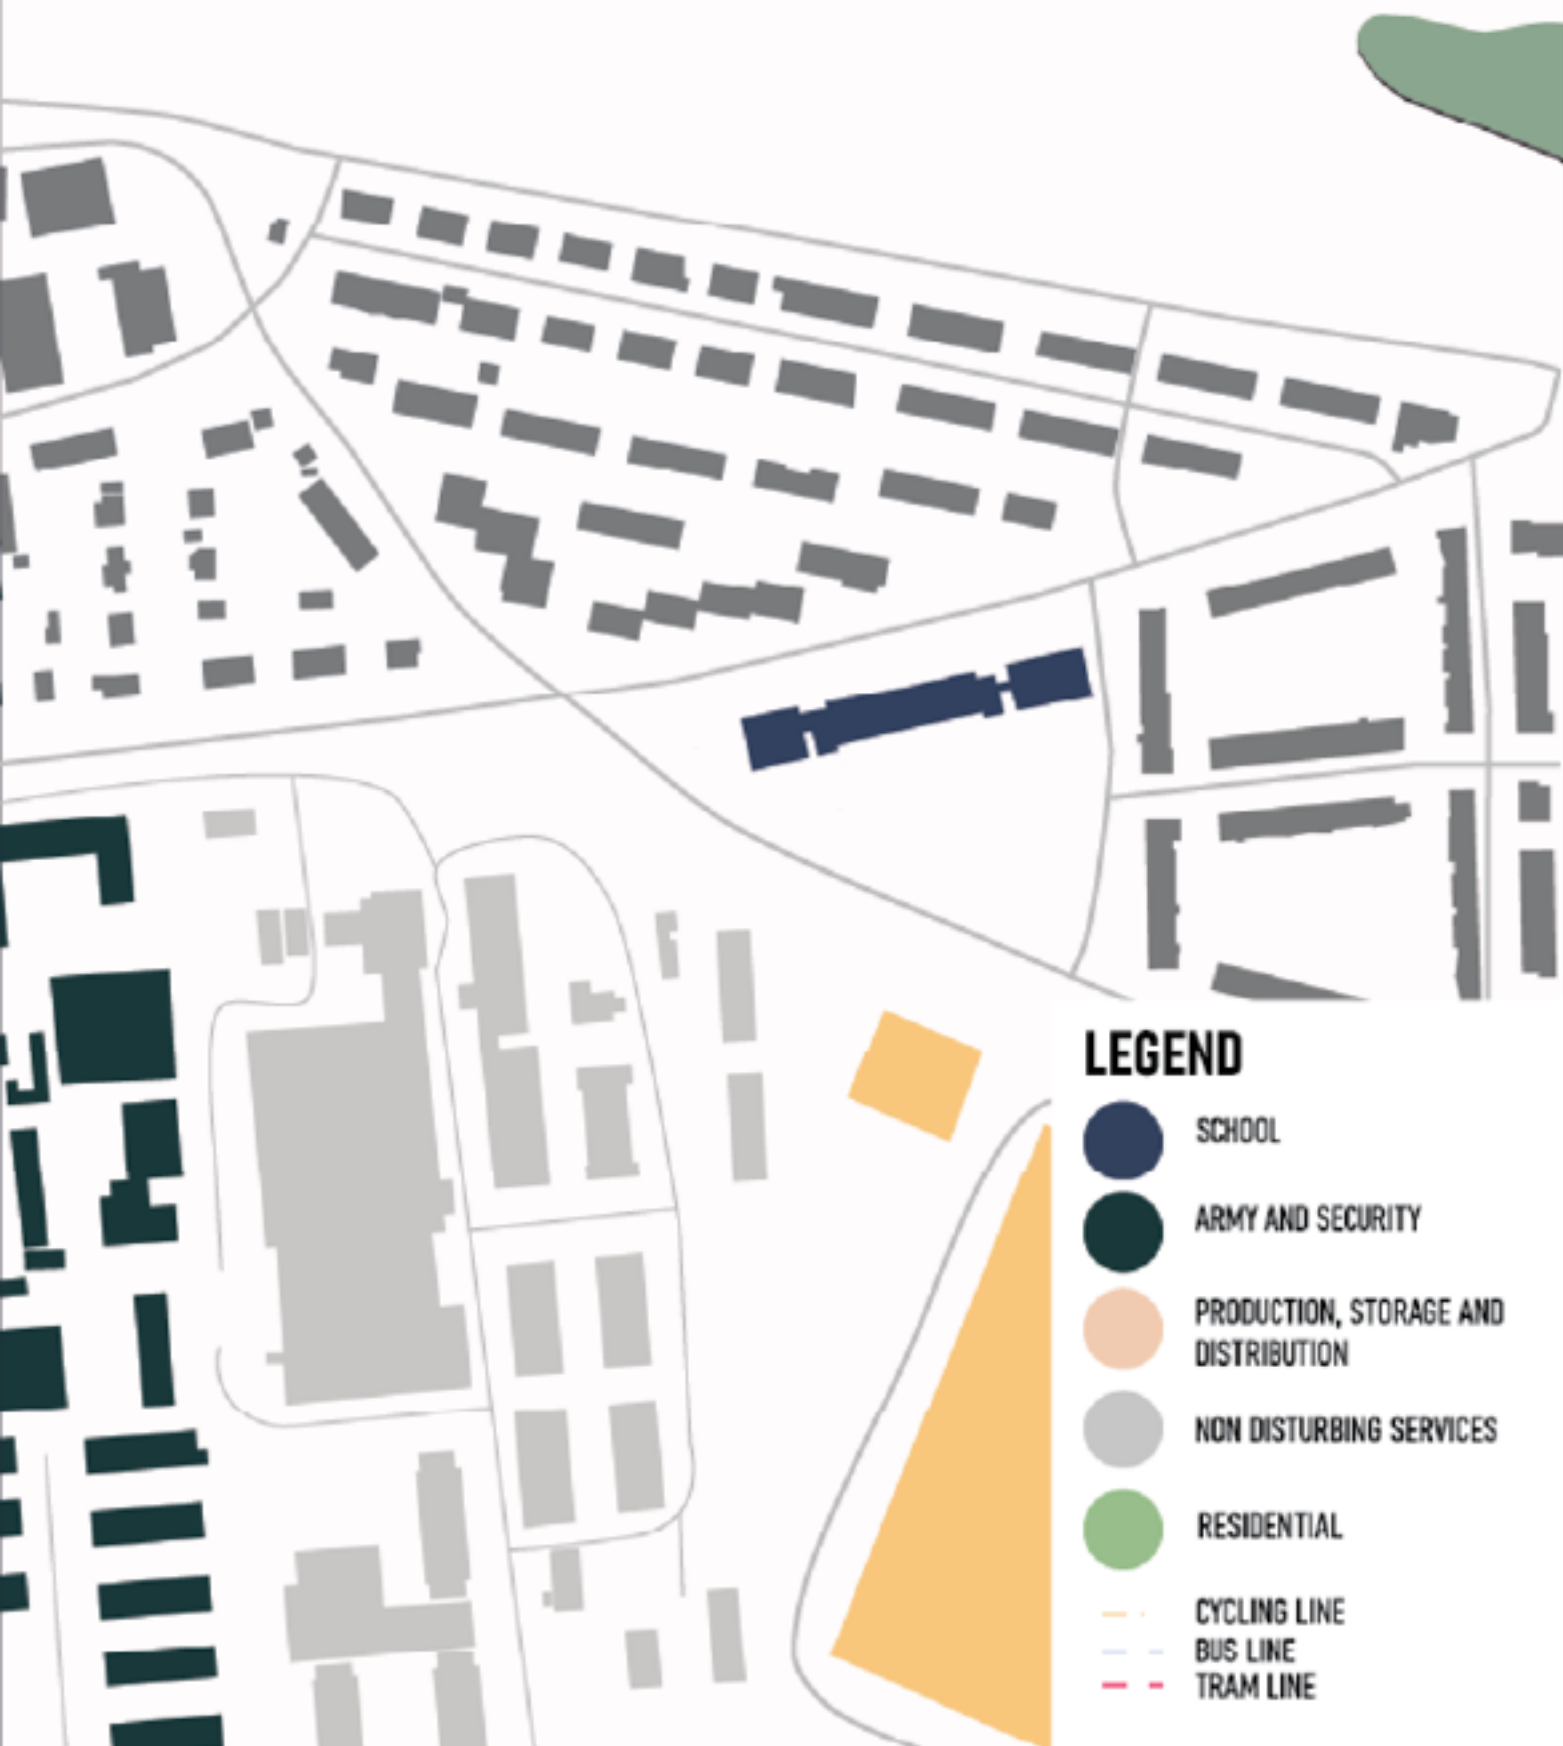 LEGEND
SCHOOL
ARMY AND SECURITY
PRODUCTION, STORAGE AND
DISTRIBUTION
NON DISTURBING SERVICES
RESIDENTIAL
CYCLING LINE
BUS LINE
TRAM LINE